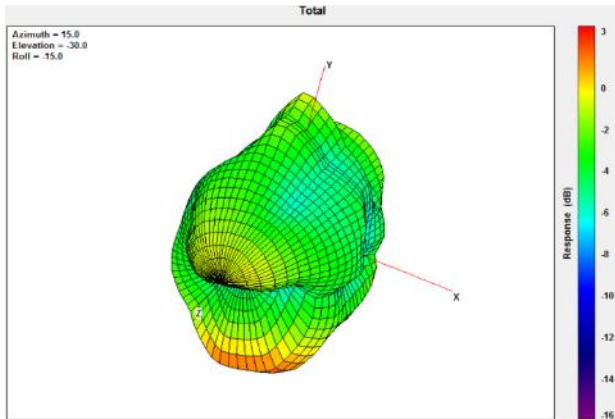 Total
Azimuth = 15.0
Elevation = -30.0
Roll = -15.0
Y
X
Z
3
0
-2
-4
-6
-8
-10
-12
-14
-16
Response (dB)